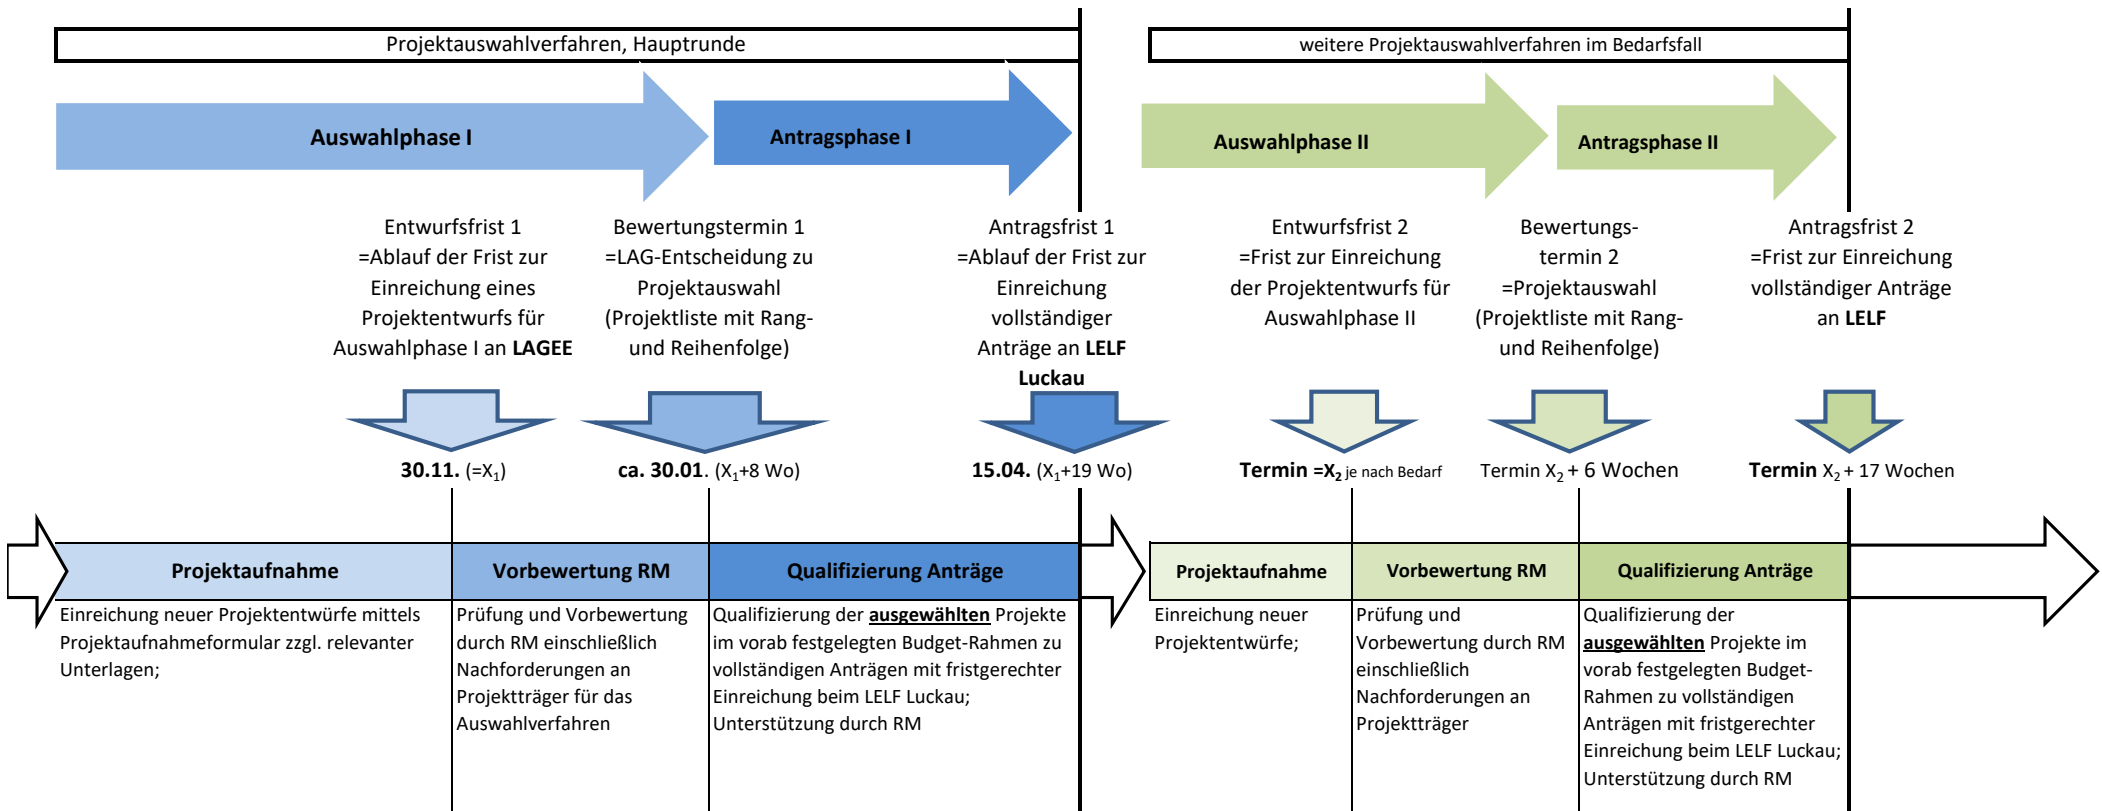 Projektauswahlverfahren, Hauptrunde
weitere Projektauswahlverfahren im Bedarfsfall
Auswahlphase I
Antragsphase I
Auswahlphase II
Antragsphase II
Entwurfsfrist 1
=Ablauf der Frist zur
Einreichung eines
Projektentwurfs für
Auswahlphase I an LAGEE
Bewertungstermin 1
=LAG-Entscheidung zu
Projektauswahl
(Projektliste mit Rang-
und Reihenfolge)
Antragsfrist 1
=Ablauf der Frist zur
Einreichung
vollständiger
Anträge an LELF
Luckau
Entwurfsfrist 2
=Frist zur Einreichung
der Projektentwurfs für
Auswahlphase II
Bewertungs-
termin 2
=Projektauswahl
(Projektliste mit Rang-
und Reihenfolge)
Antragsfrist 2
=Frist zur Einreichung
vollständiger Anträge
an LELF
30.11. (=X₁)
ca. 30.01. (X₁+8 Wo)
15.04. (X₁+19 Wo)
Termin =X₂ je nach Bedarf
Termin X₂ + 6 Wochen
Termin X₂ + 17 Wochen
Projektaufnahme
Vorbewertung RM
Qualifizierung Anträge
Projektaufnahme
Vorbewertung RM
Qualifizierung Anträge
Einreichung neuer Projektentwürfe mittels
Projektaufnahmeformular zzgl. relevanter
Unterlagen;
Prüfung und Vorbewertung
durch RM einschließlich
Nachforderungen an
Projektträger für das
Auswahlverfahren
Qualifizierung der ausgewählten Projekte
im vorab festgelegten Budget-Rahmen zu
vollständigen Anträgen mit fristgerechter
Einreichung beim LELF Luckau;
Unterstützung durch RM
Einreichung neuer
Projektentwürfe;
Prüfung und
Vorbewertung durch RM
einschließlich
Nachforderungen an
Projektträger
Qualifizierung der
ausgewählten Projekte im
vorab festgelegten Budget-
Rahmen zu vollständigen
Anträgen mit fristgerechter
Einreichung beim LELF Luckau;
Unterstützung durch RM